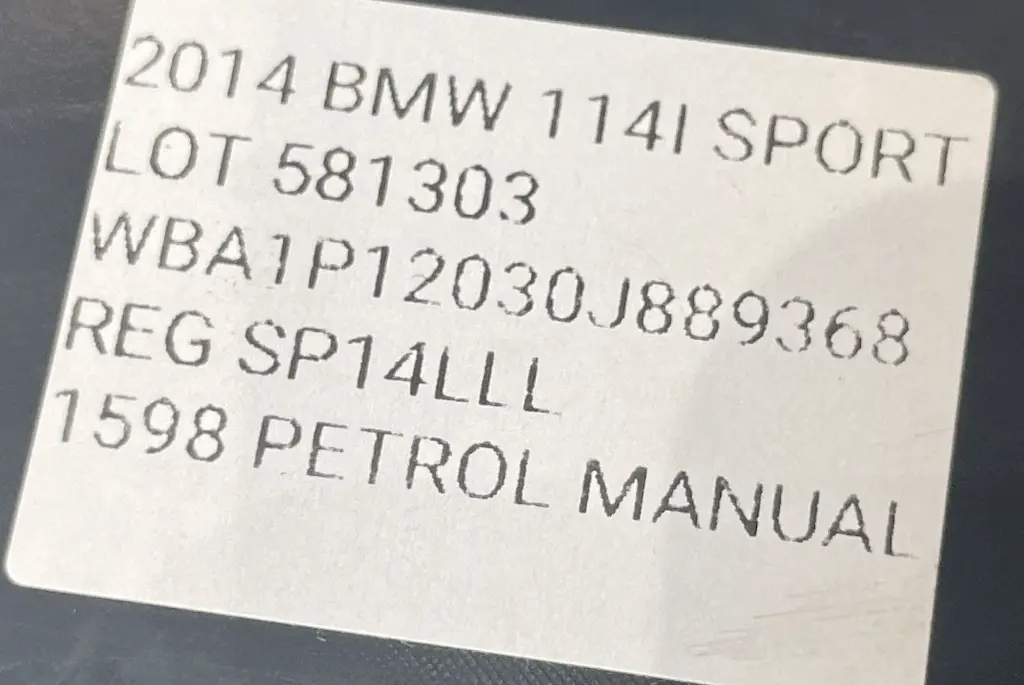 2014 BMW 114I SPORT
LOT 581303
WBA1P12030J889368
REG SP14LLL
1598 PETROL MANUAL